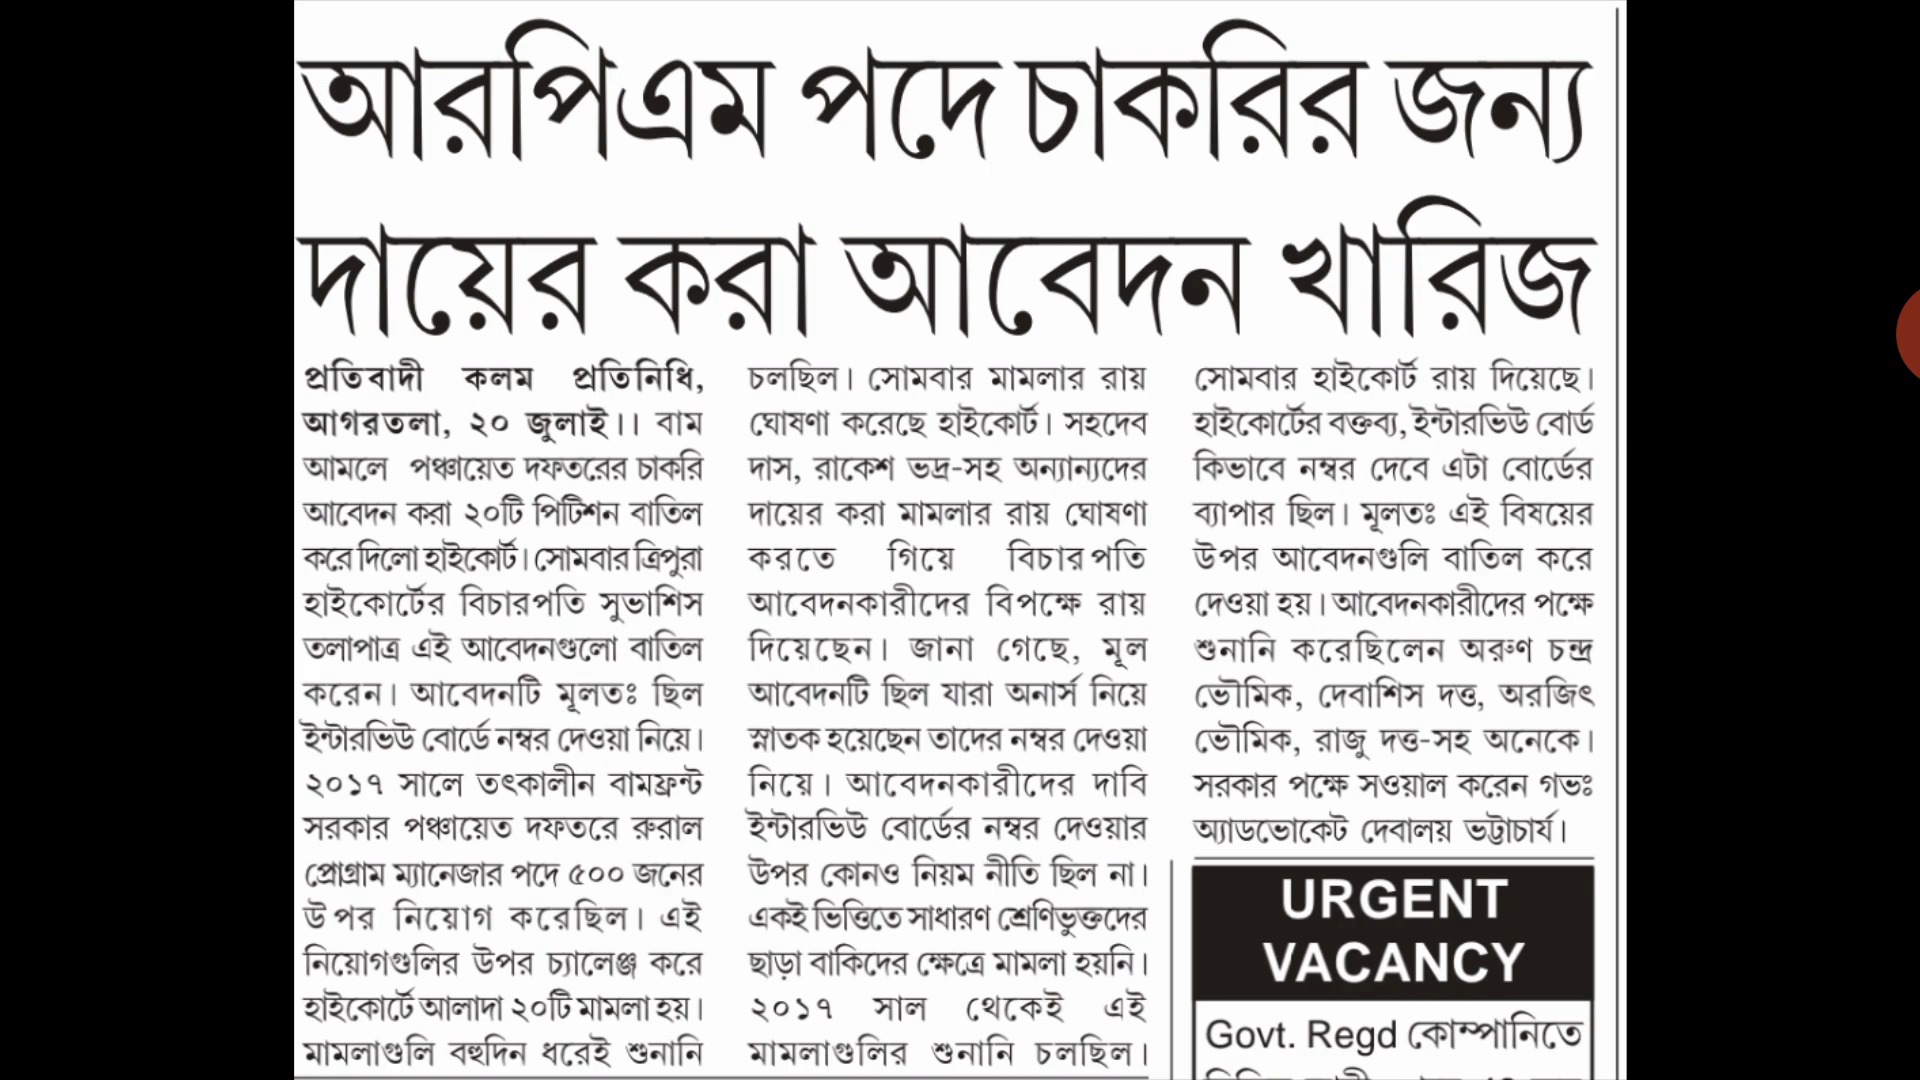 আরপিএম পদে চাকরির জন্য
দায়ের করা আবেদন খারিজ
প্রতিবাদী কলম প্রতিনিধি,
আগরতলা, ২০ জুলাই।। বাম
আমলে পঞ্চায়েত দফতরের চাকরি
আবেদন করা ২০টি পিটিশন বাতিল
করে দিলো হাইকোর্ট। সোমবার ত্রিপুরা
হাইকোর্টের বিচারপতি সুভাশিস
তলাপাত্র এই আবেদনগুলো বাতিল
করেন। আবেদনটি মূলতঃ ছিল
ইন্টারভিউ বোর্ডে নম্বর দেওয়া নিয়ে।
২০১৭ সালে তৎকালীন বামফ্রন্ট
সরকার পঞ্চায়েত দফতরে রুরাল
প্রোগ্রাম ম্যানেজার পদে ৫০০ জনের
উপর নিয়োগ করেছিল। এই
নিয়োগগুলির উপর চ্যালেঞ্জ করে
হাইকোর্টে আলাদা ২০টি মামলা হয়।
মামলাগুলি বহুদিন ধরেই শুনানি
চলছিল। সোমবার মামলার রায়
ঘোষণা করেছে হাইকোর্ট। সহদেব
দাস, রাকেশ ভদ্র-সহ অন্যান্যদের
দায়ের করা মামলার রায় ঘোষণা
করতে গিয়ে বিচারপতি
আবেদনকারীদের বিপক্ষে রায়
দিয়েছেন। জানা গেছে, মূল
আবেদনটি ছিল যারা অনার্স নিয়ে
স্নাতক হয়েছেন তাদের নম্বর দেওয়া
নিয়ে। আবেদনকারীদের দাবি
ইন্টারভিউ বোর্ডের নম্বর দেওয়ার
উপর কোনও নিয়ম নীতি ছিল না।
একই ভিত্তিতে সাধারণ শ্রেণিভুক্তদের
ছাড়া বাকিদের ক্ষেত্রে মামলা হয়নি।
২০১৭ সাল থেকেই এই
মামলাগুলির শুনানি চলছিল।
সোমবার হাইকোর্ট রায় দিয়েছে।
হাইকোর্টের বক্তব্য, ইন্টারভিউ বোর্ড
কিভাবে নম্বর দেবে এটা বোর্ডের
ব্যাপার ছিল। মূলতঃ এই বিষয়ের
উপর আবেদনগুলি বাতিল করে
দেওয়া হয়। আবেদনকারীদের পক্ষে
শুনানি করেছিলেন অরুণ চন্দ্র
ভৌমিক, দেবাশিস দত্ত, অরজিৎ
ভৌমিক, রাজু দত্ত-সহ অনেকে।
সরকার পক্ষে সওয়াল করেন গভঃ
অ্যাডভোকেট দেবালয় ভট্টাচার্য।
URGENT
VACANCY
Govt. Regd কোম্পানিতে